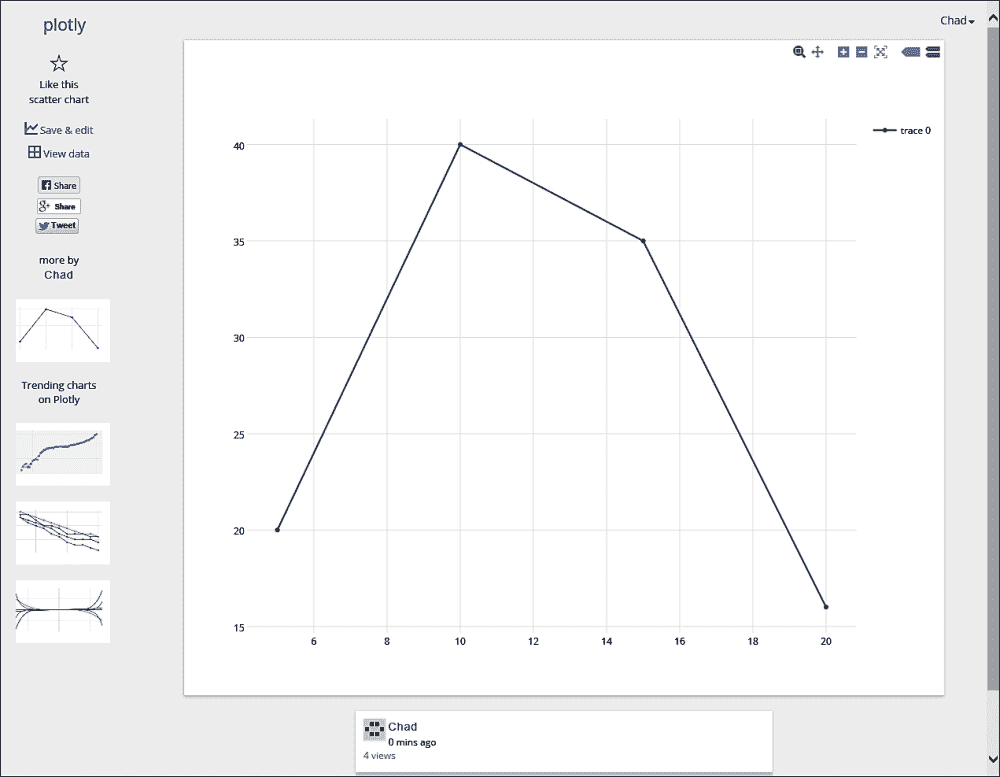 plotly
Chad
Like this
scatter chart
Save & edit
View data
Share
Share
Tweet
more by
Chad
Trending charts
on Plotly
trace 0
40
35
30
25
20
15
6 8 10 12 14 16 18 20
Chad
0 mins ago
4 views